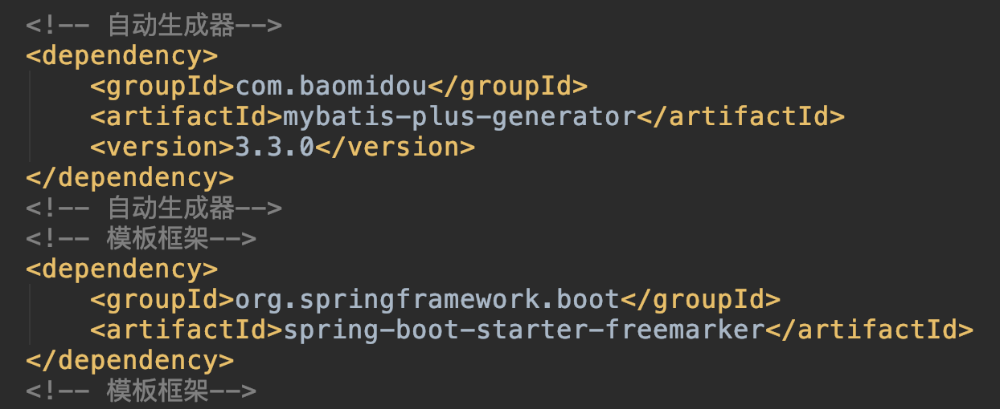 <!-- 自动生成器-->
<dependency>
    <groupId>com.baomidou</groupId>
    <artifactId>mybatis-plus-generator</artifactId>
    <version>3.3.0</version>
</dependency>
<!-- 自动生成器-->
<!-- 模板框架-->
<dependency>
    <groupId>org.springframework.boot</groupId>
    <artifactId>spring-boot-starter-freemarker</artifactId>
</dependency>
<!-- 模板框架-->